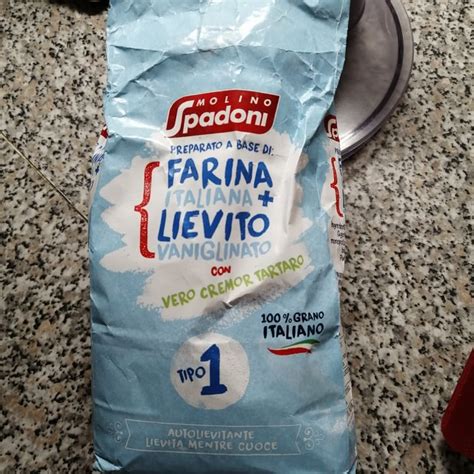 MOLINO
Spadoni
PREPARATO A BASE DI:
FARINA
ITALIANA +
LIEVITO
VANIGLINATO
CON
VERO CREMOR TARTARO
100% GRANO
ITALIANO
TIPO 1
AUTOLIEVITANTE
LIEVITA MENTRE CUOCE